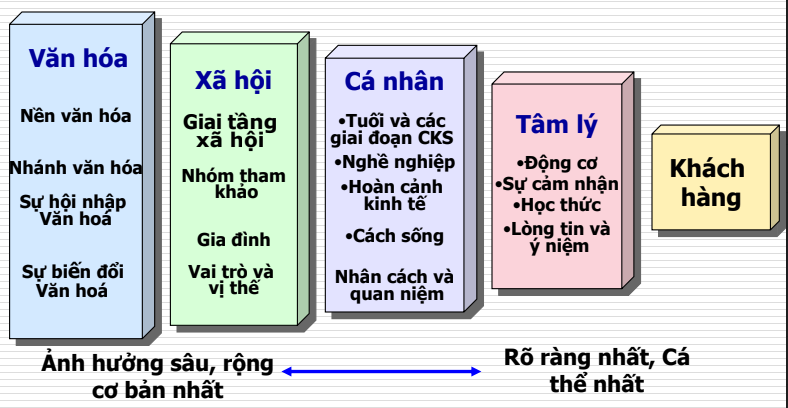 Văn hóa
Nền văn hóa
Nhánh văn hóa
Sự hội nhập
Văn hoá
Sự biến đổi
Văn hoá
Xã hội
Giai tầng
xã hội
Nhóm tham
khảo
Gia đình
Vai trò và
vị thế
Cá nhân
•Tuổi và các
giai đoạn CKS
•Nghề nghiệp
•Hoàn cảnh
kinh tế
•Cách sống
Nhân cách và
quan niệm
Tâm lý
•Động cơ
•Sự cảm nhận
•Học thức
•Lòng tin và
ý niệm
Khách
hàng
Ảnh hưởng sâu, rộng
cơ bản nhất
Rõ ràng nhất, Cá
thể nhất